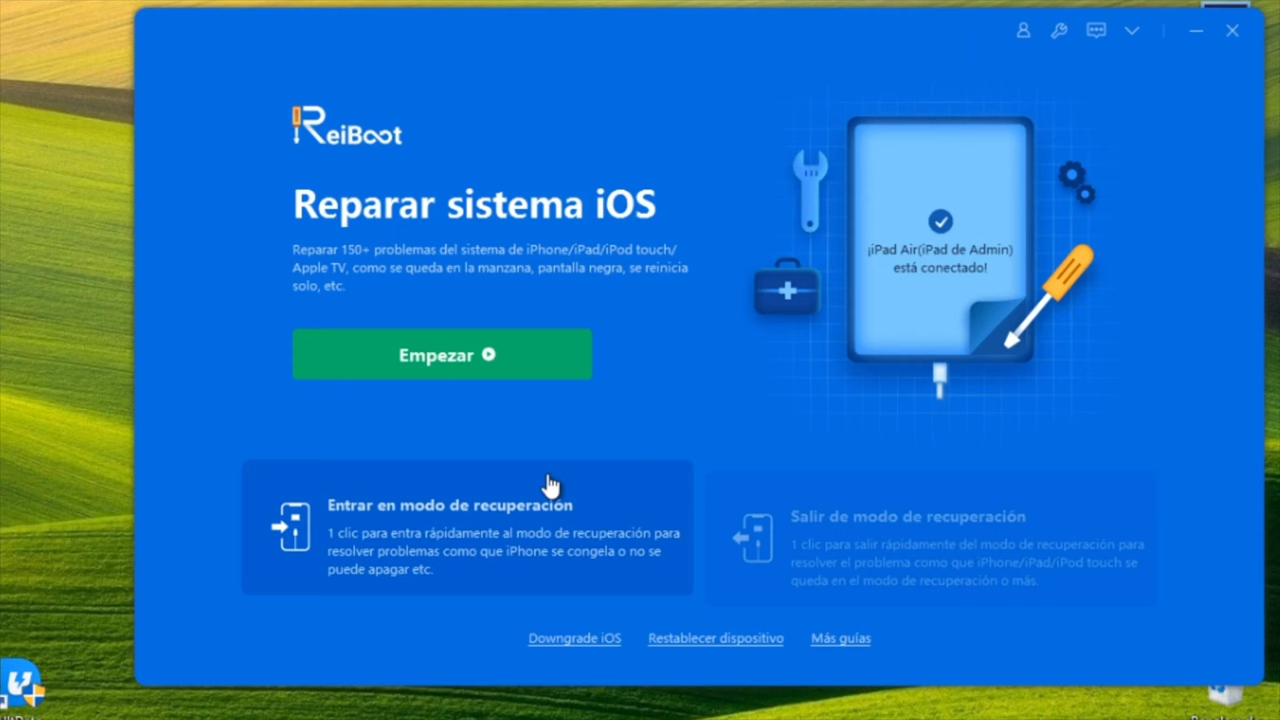 ReiBoot
Reparar sistema iOS
Reparar 150+ problemas del sistema de iPhone/iPad/iPod touch/
Apple TV, como se queda en la manzana, pantalla negra, se reinicia
solo, etc.
Empezar
¡iPad Air(iPad de Admin)
está conectado!
Entrar en modo de recuperación
1 clic para entra rápidamente al modo de recuperación para
resolver problemas como que iPhone se congela o no se
puede apagar etc.
Salir de modo de recuperación
1 clic para salir rápidamente del modo de recuperación para
resolver el problema como que iPhone/iPad/iPod touch se
queda en el modo de recuperación o más.
Downgrade iOS
Restablecer dispositivo
Más guías